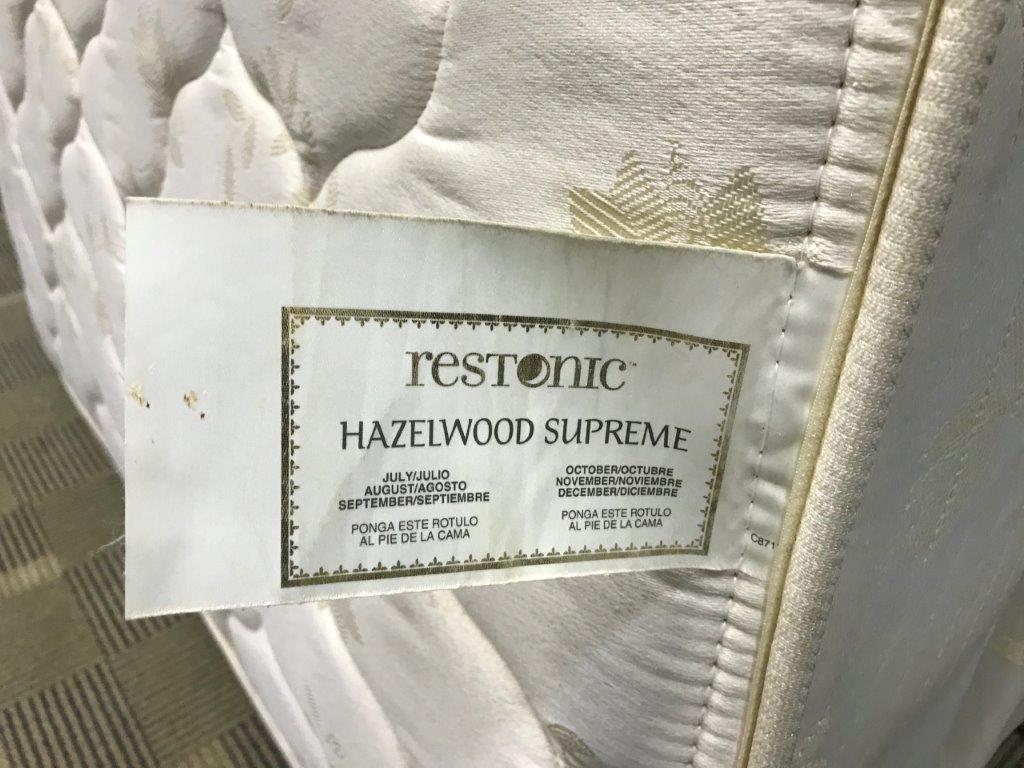 RESTONIC™
HAZELWOOD SUPREME
JULY/JULIO
AUGUST/AGOSTO
SEPTEMBER/SEPTIEMBRE
PONGA ESTE ROTULO
AL PIE DE LA CAMA
OCTOBER/OCTUBRE
NOVEMBER/NOVIEMBRE
DECEMBER/DICIEMBRE
PONGA ESTE ROTULO
AL PIE DE LA CAMA